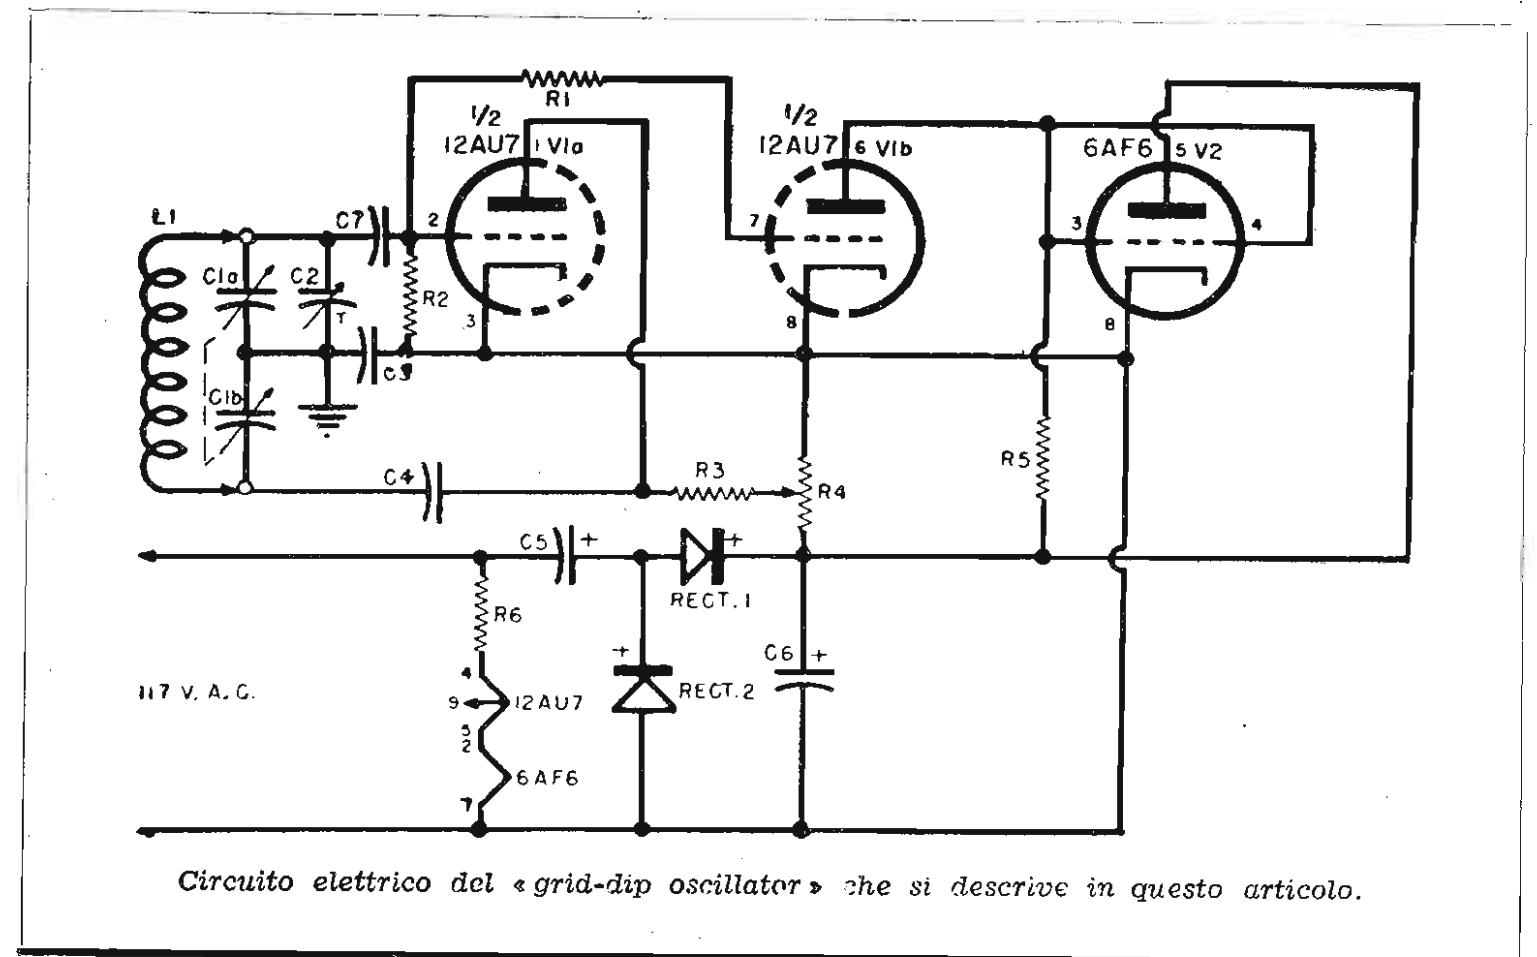 R1
1/2
12AU7
1 V1a
1/2
12AU7
6 V1b
6AF6
5 V2
L1
C7
2
7
3
4
C1a
C2
R2
T
3
8
8
C3
C1b
C4
R3
R4
R5
C5 +
+
RECT.1
R6
+
RECT.2
C6 +
4
117 V. A.C.
9
12AU7
5
2
6AF6
7
Circuito elettrico del « grid-dip oscillator » che si descrive in questo articolo.